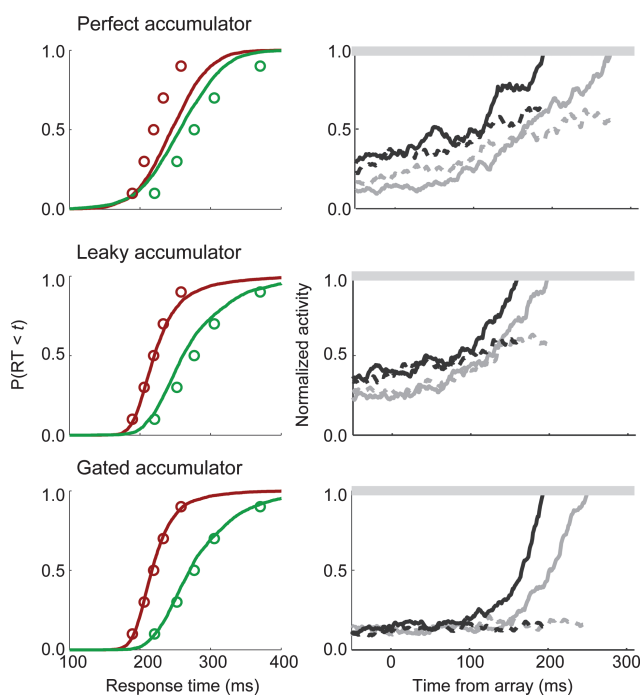 Perfect accumulator
1.0
0.5
0.0
1.0
0.5
0.0
Leaky accumulator
1.0
0.5
0.0
1.0
0.5
0.0
P(RT < t)
Normalized activity
Gated accumulator
1.0
0.5
0.0
100 200 300 400
Response time (ms)
1.0
0.5
0.0
0 100 200 300
Time from array (ms)